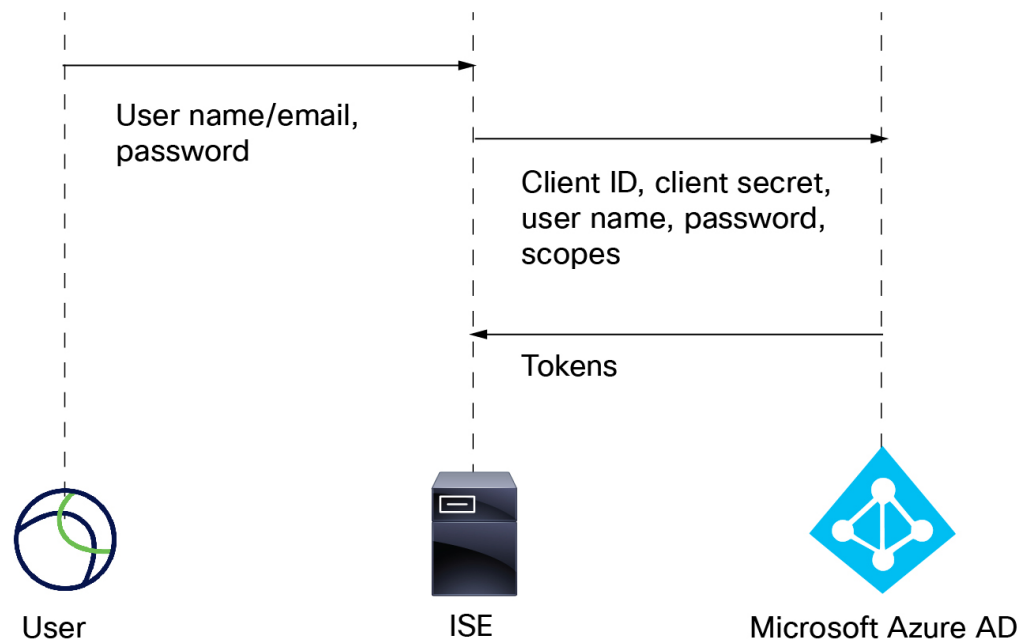 User name/email,
password
Client ID, client secret,
user name, password,
scopes
Tokens
User
ISE
Microsoft Azure AD